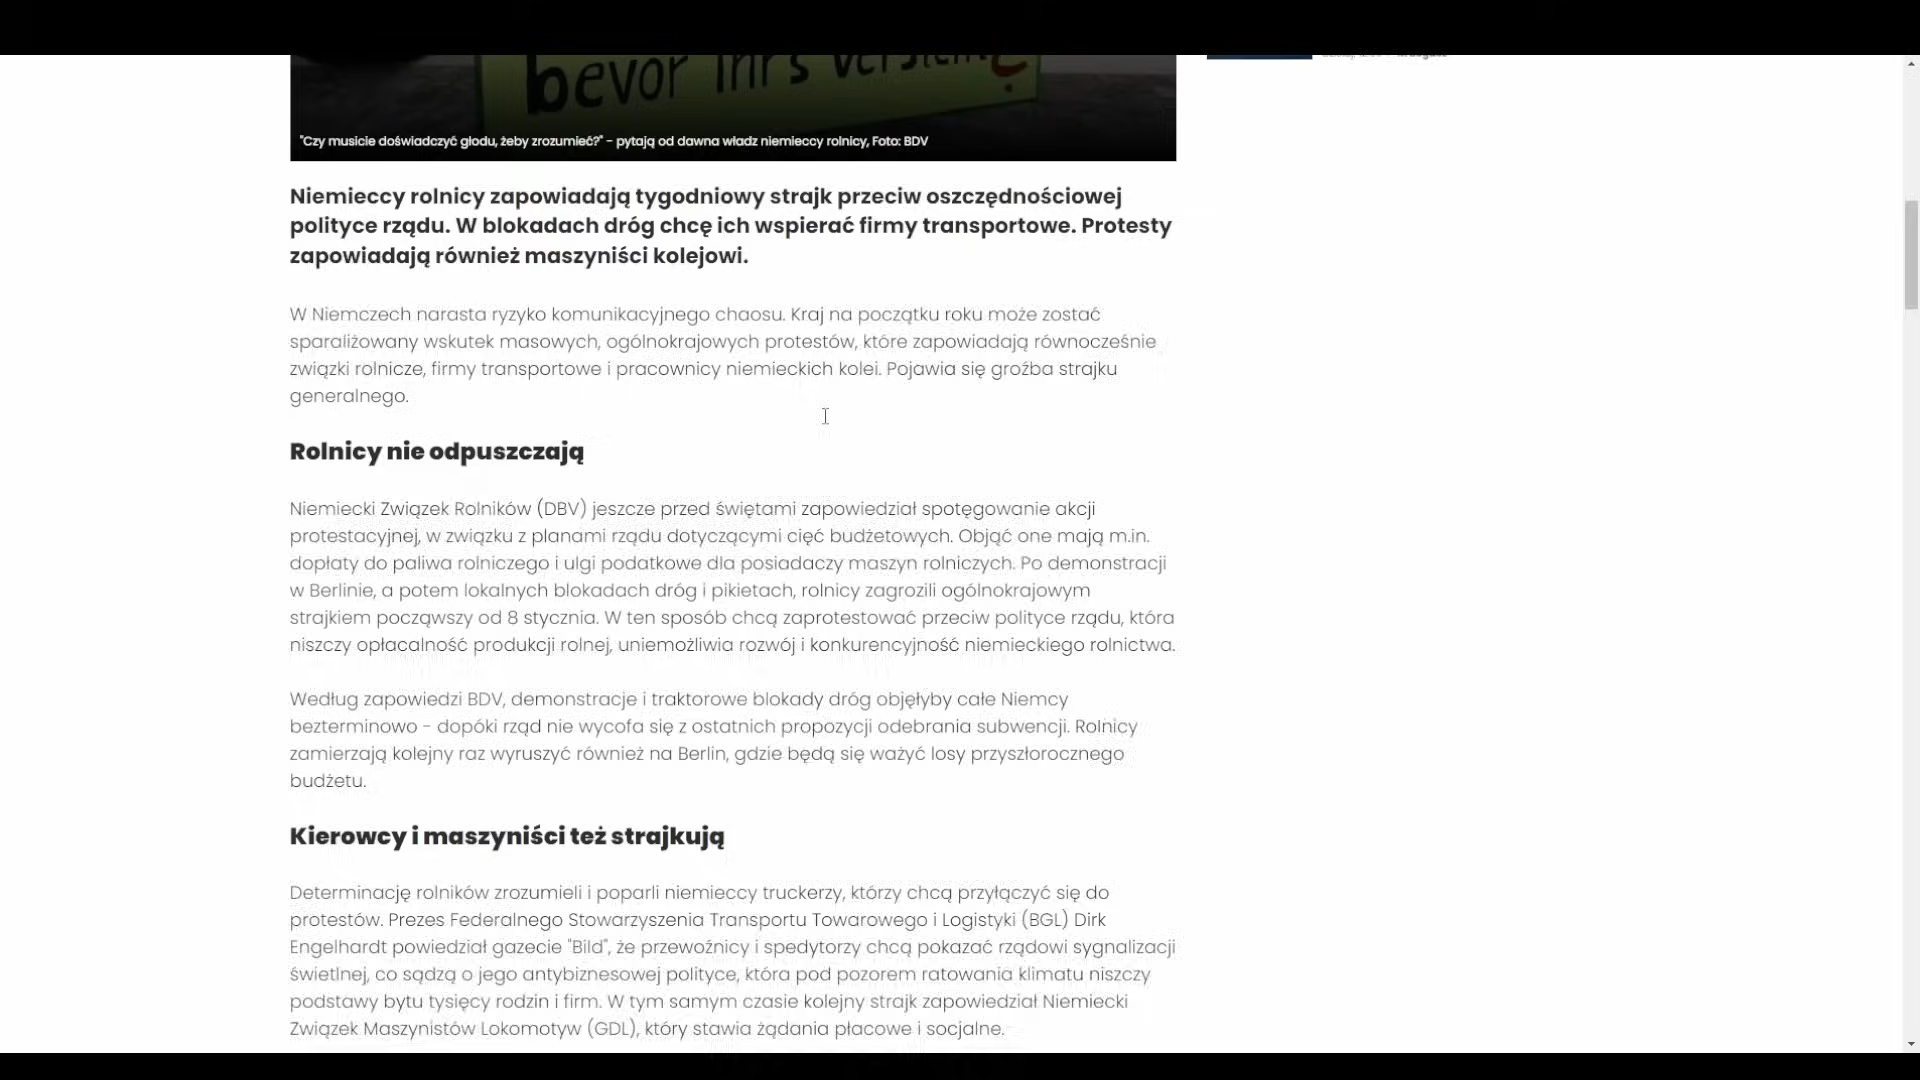 bevor ihr's versteht?
"Czy musicie doświadczyć głodu, żeby zrozumieć?" - pytają od dawna władz niemieccy rolnicy, Foto: BDV
Niemieccy rolnicy zapowiadają tygodniowy strajk przeciw oszczędnościowej
polityce rządu. W blokadach dróg chcę ich wspierać firmy transportowe. Protesty
zapowiadają również maszyniści kolejowi.
W Niemczech narasta ryzyko komunikacyjnego chaosu. Kraj na początku roku może zostać
sparaliżowany wskutek masowych, ogólnokrajowych protestów, które zapowiadają równocześnie
związki rolnicze, firmy transportowe i pracownicy niemieckich kolei. Pojawia się groźba strajku
generalnego.
Rolnicy nie odpuszczają
Niemiecki Związek Rolników (DBV) jeszcze przed świętami zapowiedział spotęgowanie akcji
protestacyjnej, w związku z planami rządu dotyczącymi cięć budżetowych. Objąć one mają m.in.
dopłaty do paliwa rolniczego i ulgi podatkowe dla posiadaczy maszyn rolniczych. Po demonstracji
w Berlinie, a potem lokalnych blokadach dróg i pikietach, rolnicy zagrozili ogólnokrajowym
strajkiem począwszy od 8 stycznia. W ten sposób chcą zaprotestować przeciw polityce rządu, która
niszczy opłacalność produkcji rolnej, uniemożliwia rozwój i konkurencyjność niemieckiego rolnictwa.
Według zapowiedzi BDV, demonstracje i traktorowe blokady dróg objęłyby całe Niemcy
bezterminowo - dopóki rząd nie wycofa się z ostatnich propozycji odebrania subwencji. Rolnicy
zamierzają kolejny raz wyruszyć również na Berlin, gdzie będą się ważyć losy przyszłorocznego
budżetu.
Kierowcy i maszyniści też strajkują
Determinację rolników zrozumieli i poparli niemieccy truckerzy, którzy chcą przyłączyć się do
protestów. Prezes Federalnego Stowarzyszenia Transportu Towarowego i Logistyki (BGL) Dirk
Engelhardt powiedział gazecie "Bild", że przewoźnicy i spedytorzy chcą pokazać rządowi sygnalizacji
świetlnej, co sądzą o jego antybiznesowej polityce, która pod pozorem ratowania klimatu niszczy
podstawy bytu tysięcy rodzin i firm. W tym samym czasie kolejny strajk zapowiedział Niemiecki
Związek Maszynistów Lokomotyw (GDL), który stawia żądania płacowe i socjalne.